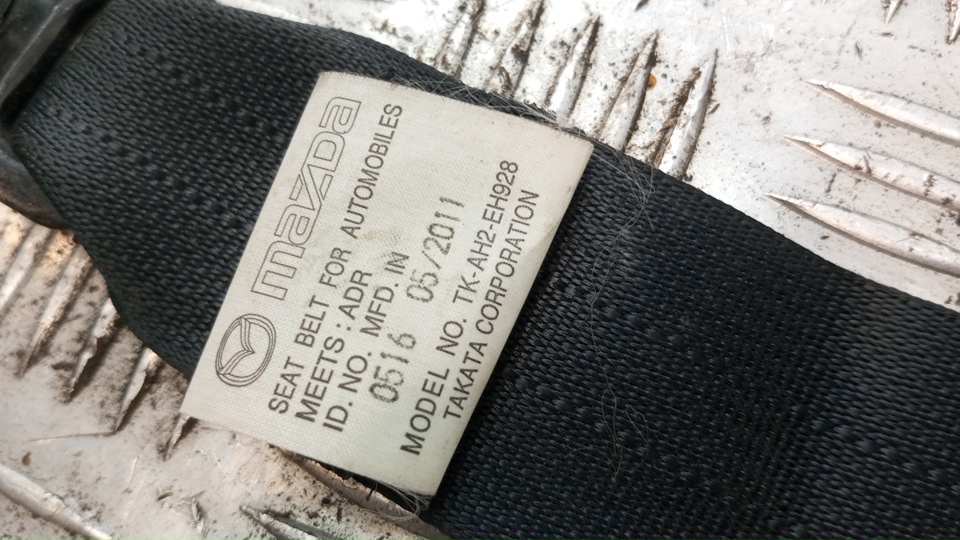 mazda
SEAT BELT FOR AUTOMOBILES
MEETS : ADR
ID. NO. MFD. IN
0516 05/2011
MODEL NO. TK-AH2-EH928
TAKATA CORPORATION